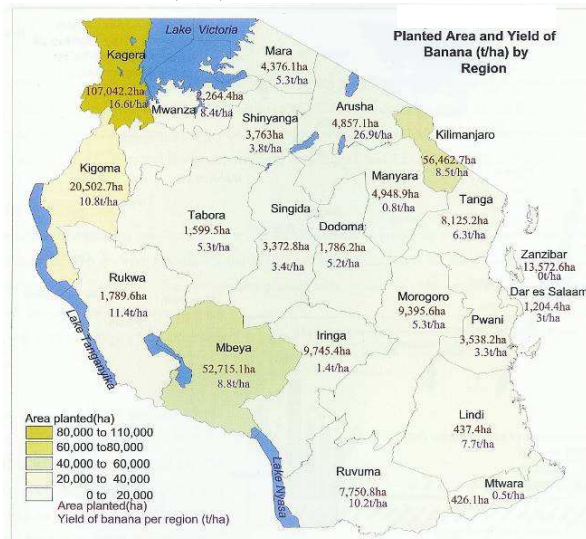 Planted Area and Yield of
Banana (t/ha) by
Region
Lake Victoria
Kagera
107,042.2ha
16.6t/ha
Mwanza
2,264.4ha
8.4t/ha
Mara
4,376.1ha
5.3t/ha
Shinyanga
3,763ha
3.8t/ha
Arusha
4,857.1ha
26.9t/ha
Kilimanjaro
56,462.7ha
8.5t/ha
Kigoma
20,502.7ha
10.8t/ha
Tabora
1,599.5ha
5.3t/ha
Singida
3,372.8ha
3.4t/ha
Dodoma
1,786.2ha
5.2t/ha
Manyara
4,948.9ha
0.8t/ha
Tanga
8,125.2ha
6.3t/ha
Zanzibar
13,572.6ha
0t/ha
Dar es Salaam
1,204.4ha
3t/ha
Rukwa
1,789.6ha
11.4t/ha
Lake Tanganyika
Mbeya
52,715.1ha
8.8t/ha
Iringa
9,745.4ha
1.4t/ha
Morogoro
9,395.6ha
5.3t/ha
Pwani
3,538.2ha
3.3t/ha
Lindi
437.4ha
7.7t/ha
Lake Nyasa
Ruvuma
7,750.8ha
10.2t/ha
Mtwara
0.5t/ha
426.1ha
Area planted(ha)
80,000 to 110,000
60,000 to80,000
40,000 to 60,000
20,000 to 40,000
0 to 20,000
Area planted(ha)
Yield of banana per region (t/ha)